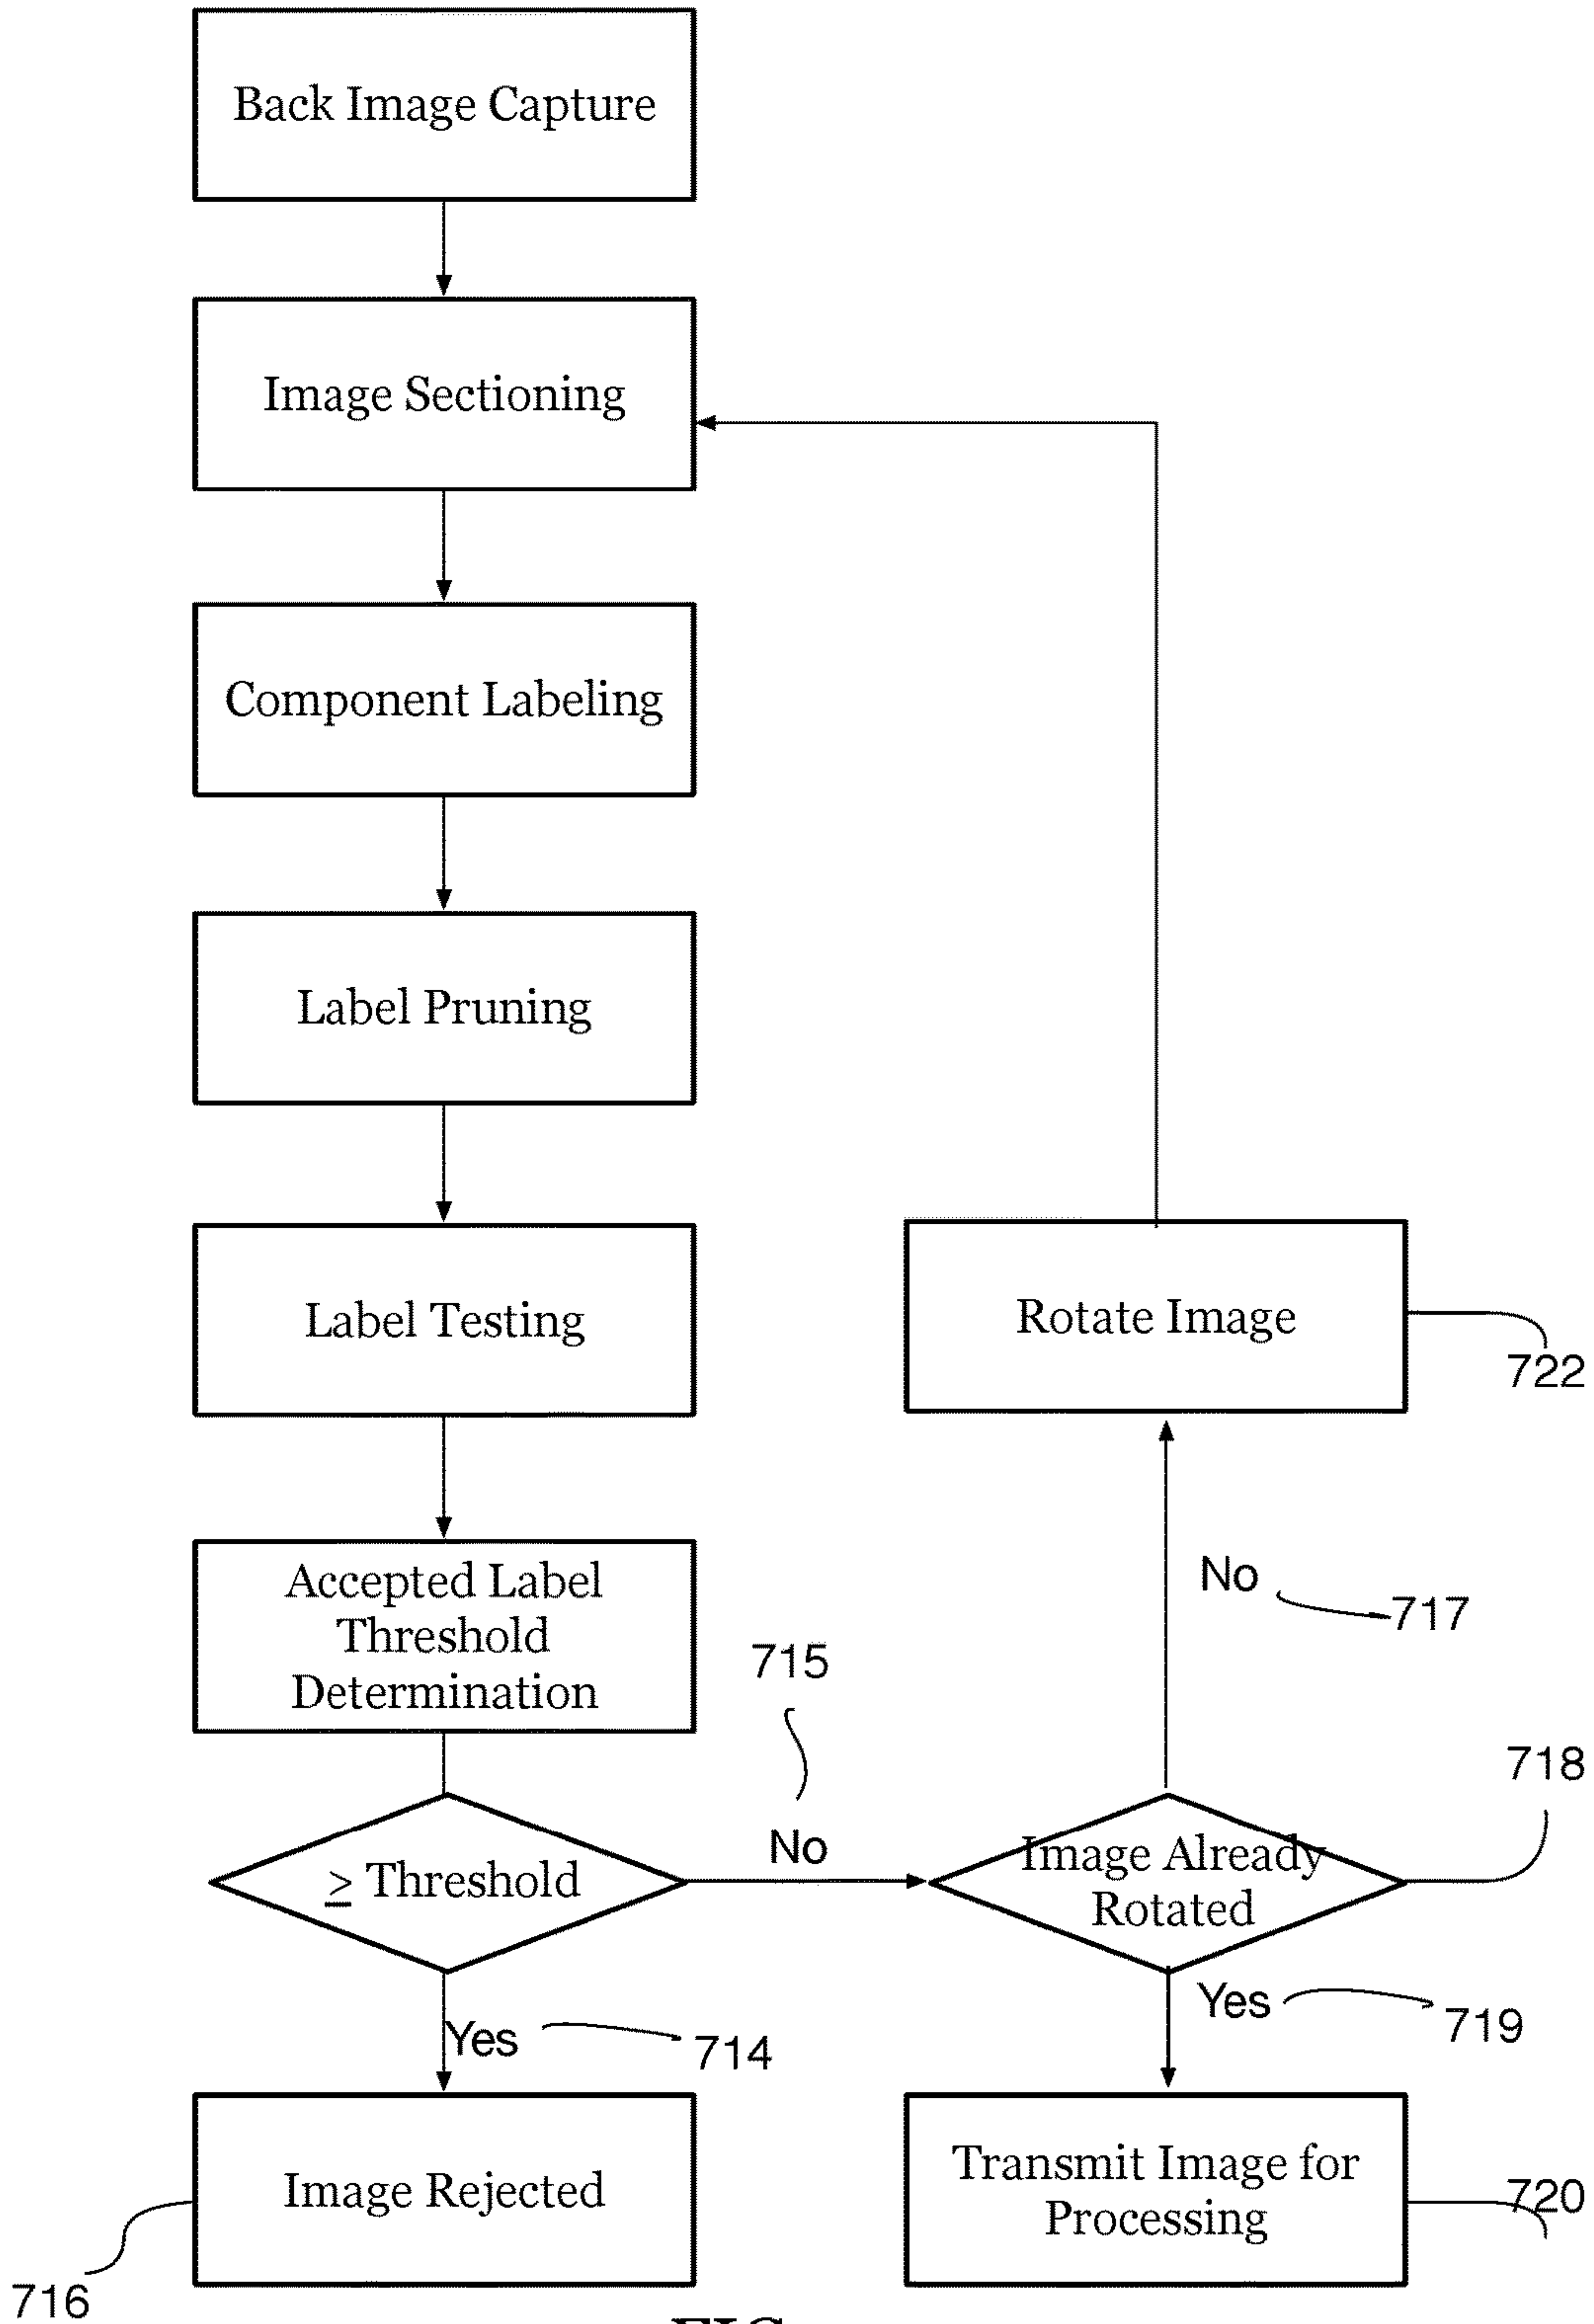 Back Image Capture
Image Sectioning
Component Labeling
Label Pruning
Label Testing
Rotate Image
722
Accepted Label
Threshold
Determination
No
717
715
718
≥ Threshold
No
Image Already
Rotated
Yes
714
Yes
719
Image Rejected
716
Transmit Image for
Processing
720